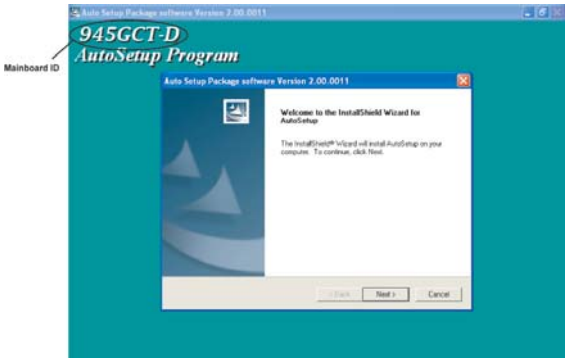 Auto Setup Package software Version 2.00.0011
945GCT-D
AutoSetup Program
Mainboard ID
Auto Setup Package software Version 2.00.0011
Welcome to the InstallShield Wizard for
AutoSetup
The InstallShield® Wizard will install AutoSetup on your
computer. To continue, click Next.
< Back
Next >
Cancel